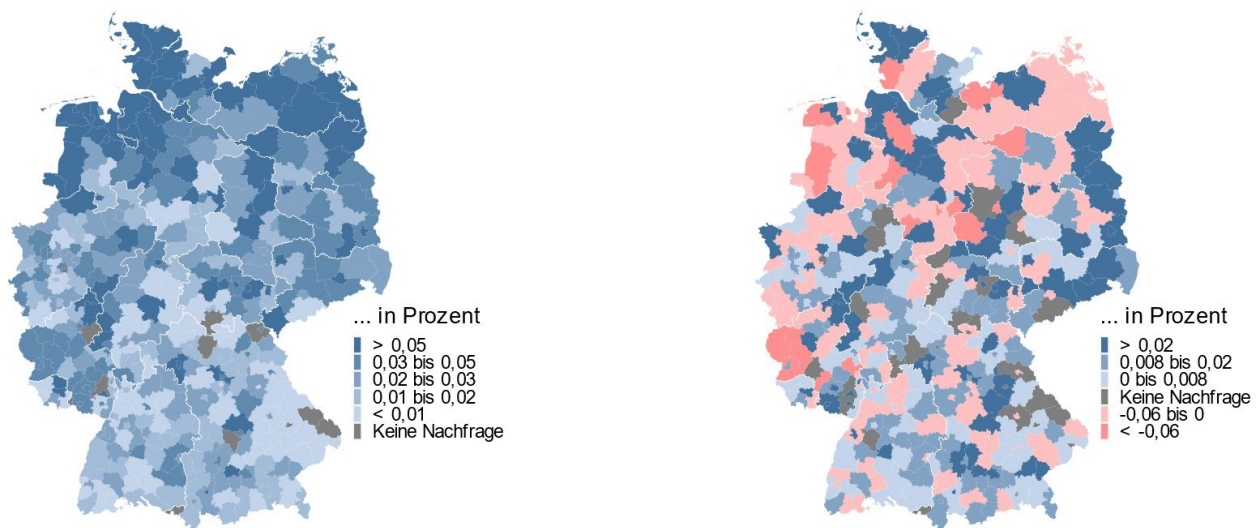 ... in Prozent
> 0,05
0,03 bis 0,05
0,02 bis 0,03
0,01 bis 0,02
< 0,01
Keine Nachfrage
... in Prozent
> 0,02
0,008 bis 0,02
0 bis 0,008
Keine Nachfrage
-0,06 bis 0
< -0,06